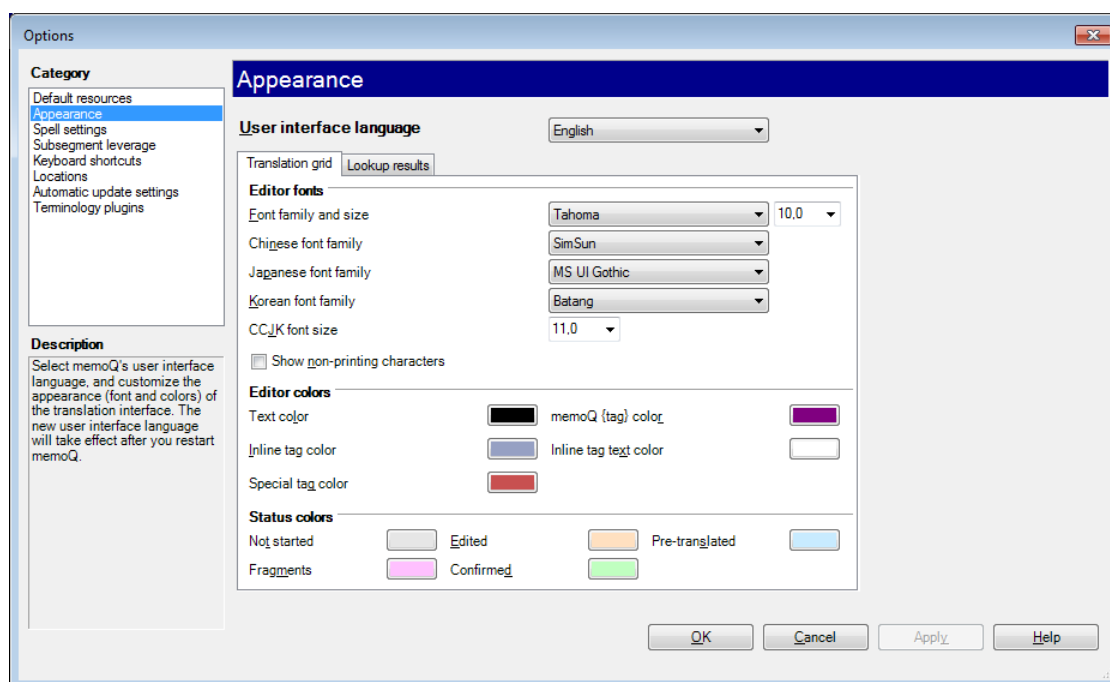 Options
Category
Default resources
Appearance
Spell settings
Subsegment leverage
Keyboard shortcuts
Locations
Automatic update settings
Terminology plugins
Description
Select memoQ's user interface
language, and customize the
appearance (font and colors) of
the translation interface. The
new user interface language
will take effect after you restart
memoQ.
Appearance
User interface language English
Translation grid Lookup results
Editor fonts
Font family and size Tahoma 10,0
Chinese font family SimSun
Japanese font family MS UI Gothic
Korean font family Batang
CCJK font size 11,0
Show non-printing characters
Editor colors
Text color memoQ {tag} color
Inline tag color Inline tag text color
Special tag color
Status colors
Not started Edited Pre-translated
Fragments Confirmed
OK Cancel Apply Help